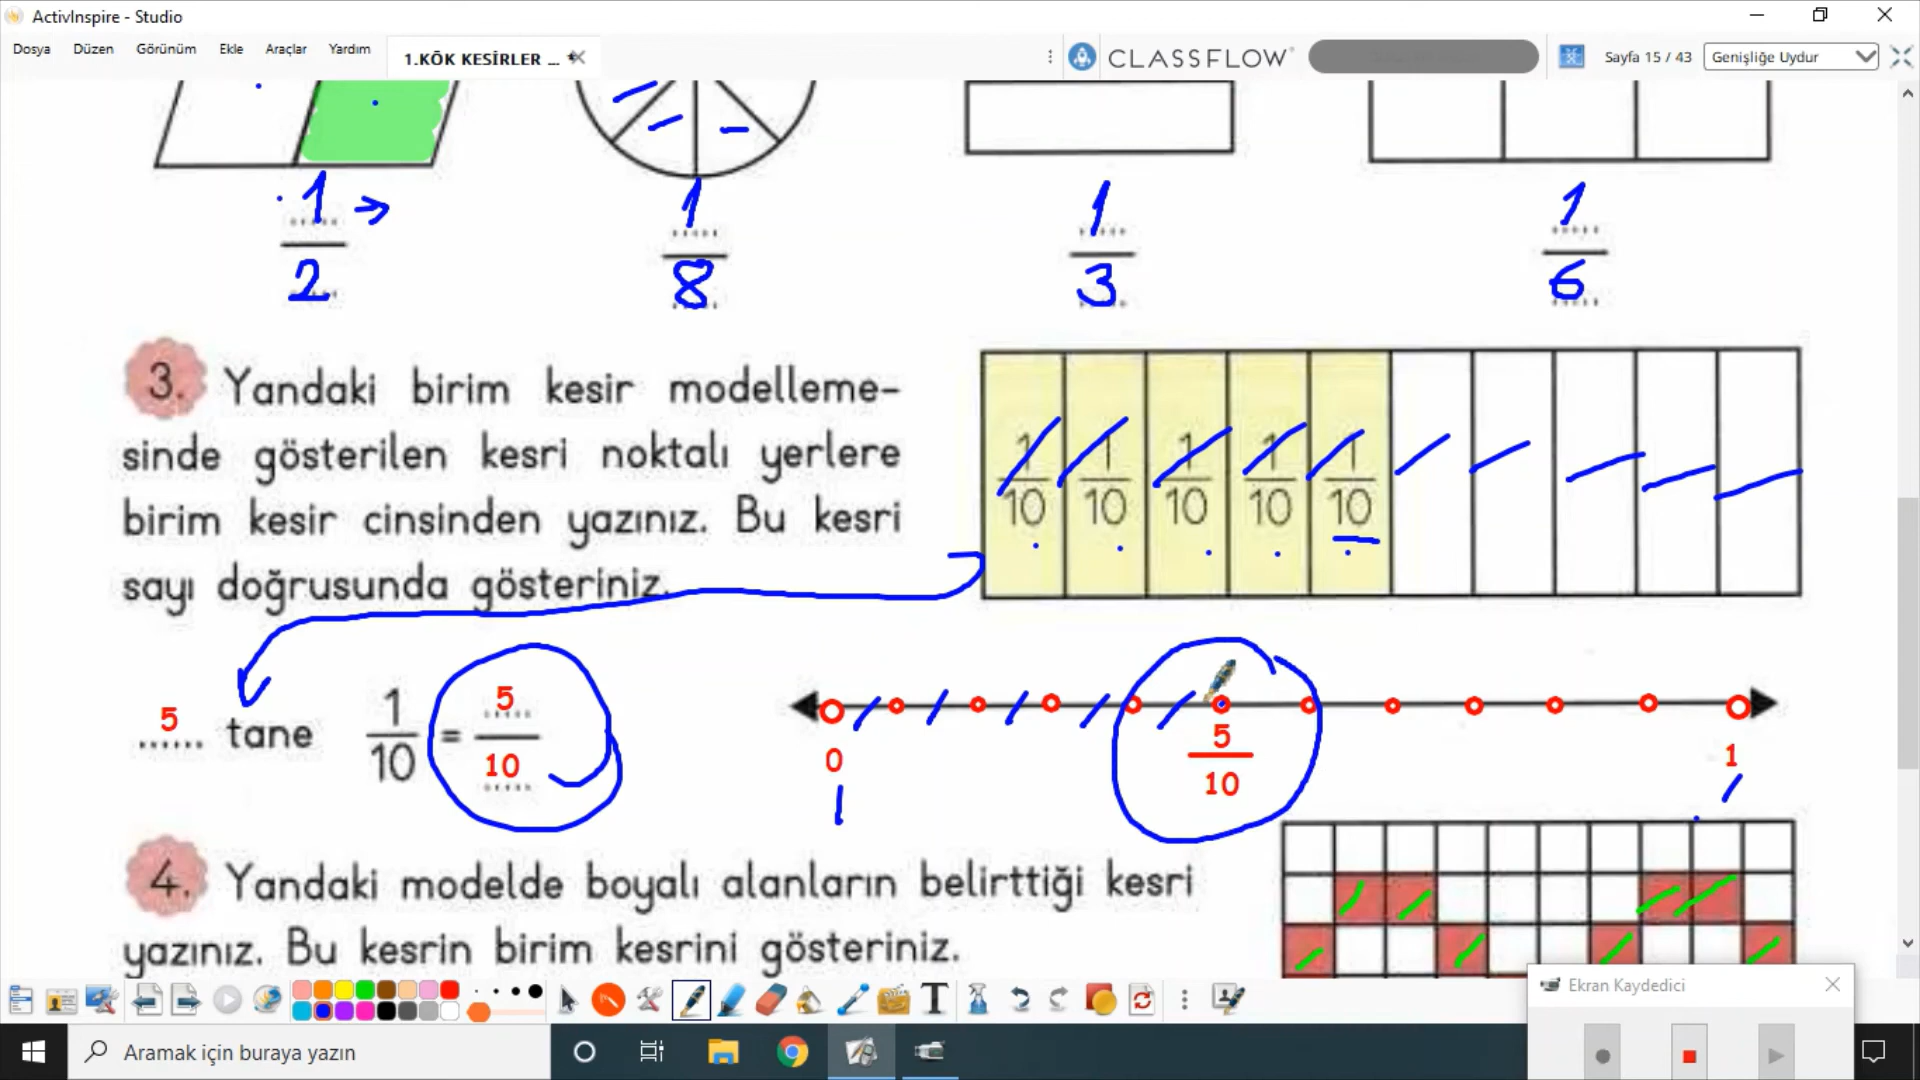 ActivInspire - Studio
Dosya Düzen Görünüm Ekle Araçlar Yardım
1.KÖK KESİRLER ...
CLASSFLOW
Sayfa 15 / 43
Genişliğe Uydur
1 1 1 1
2 8 3 6
3. Yandaki birim kesir modelleme-
sinde gösterilen kesri noktalı yerlere
birim kesir cinsinden yazınız. Bu kesri
sayı doğrusunda gösteriniz.
1 1 1 1 1
10 10 10 10 10
5 tane 1/10 = 5/10
0 5/10 1
4. Yandaki modelde boyalı alanların belirttiği kesri
yazınız. Bu kesrin birim kesrini gösteriniz.
T
Ekran Kaydedici
Aramak için buraya yazın